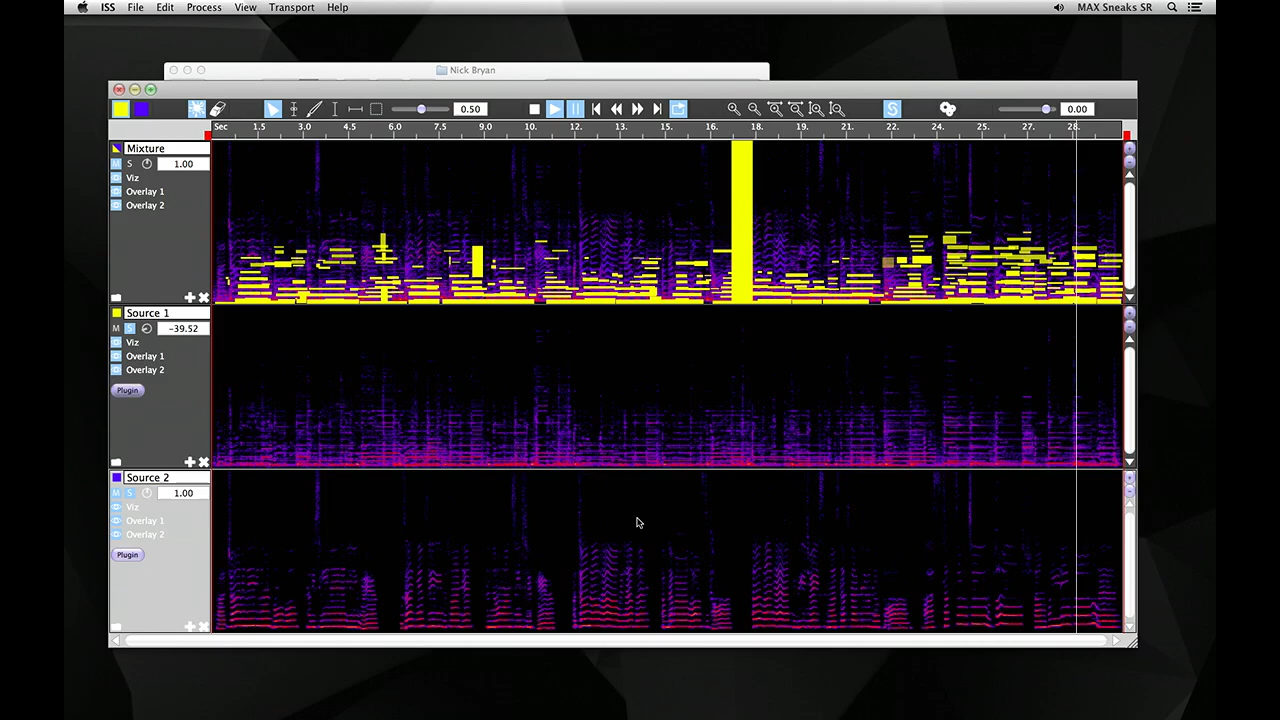 ISS File Edit Process View Transport Help MAX Sneaks SR
Nick Bryan
0.50 0.00
Sec 1.5 3.0 4.5 6.0 7.5 9.0 10. 12. 13. 15. 16. 18. 19. 21. 22. 24. 25. 27. 28.
Mixture
M S 1.00
Viz
Overlay 1
Overlay 2
Source 1
M S -39.52
Viz
Overlay 1
Overlay 2
Plugin
Source 2
M S 1.00
Viz
Overlay 1
Overlay 2
Plugin